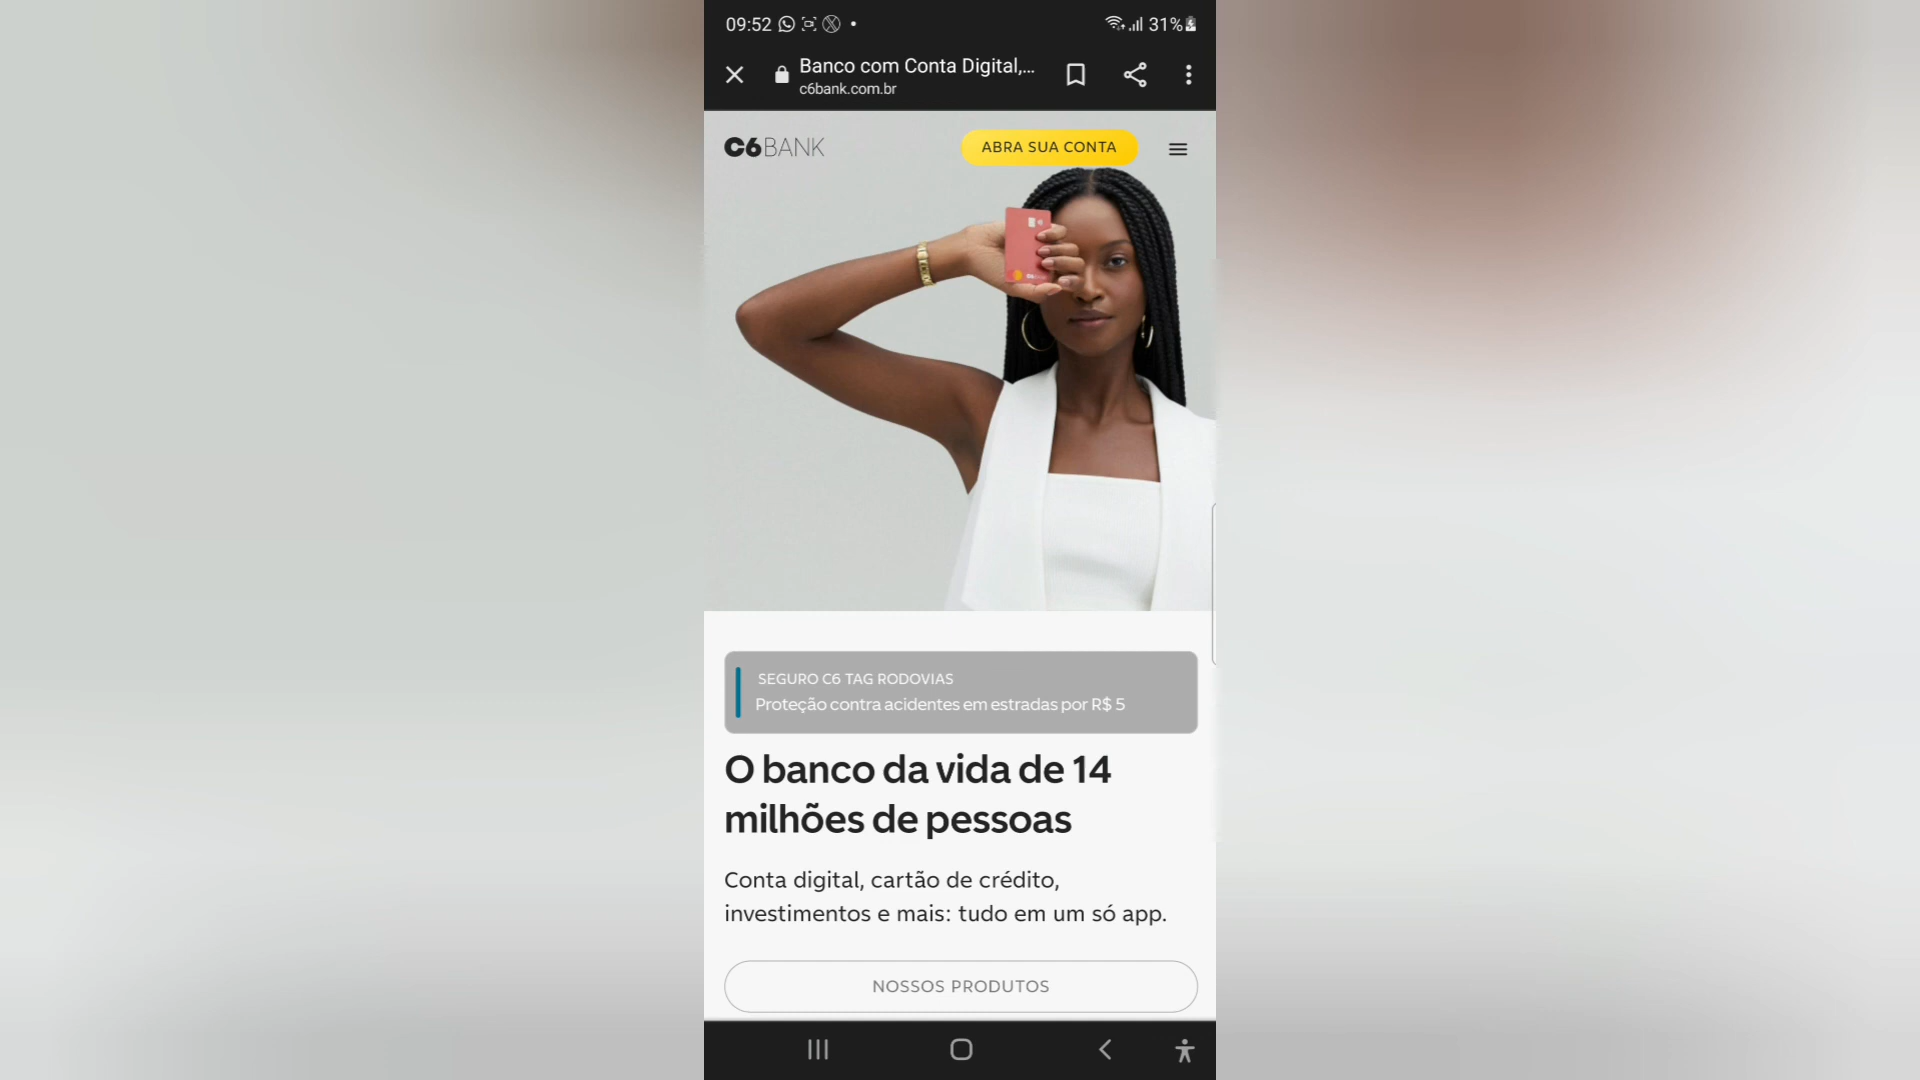 09:52
31%
Banco com Conta Digital,...
c6bank.com.br
C6BANK
ABRA SUA CONTA
SEGURO C6 TAG RODOVIAS
Proteção contra acidentes em estradas por R$ 5
O banco da vida de 14
milhões de pessoas
Conta digital, cartão de crédito,
investimentos e mais: tudo em um só app.
NOSSOS PRODUTOS